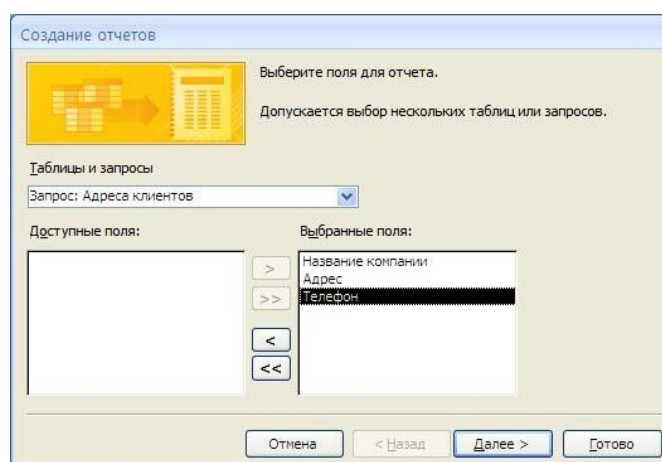 Создание отчетов
Выберите поля для отчета.
Допускается выбор нескольких таблиц или запросов.
Таблицы и запросы
Запрос: Адреса клиентов
Доступные поля:
Выбранные поля:
>
>>
<
<<
Название компании
Адрес
Телефон
Отмена
< Назад
Далее >
Готово